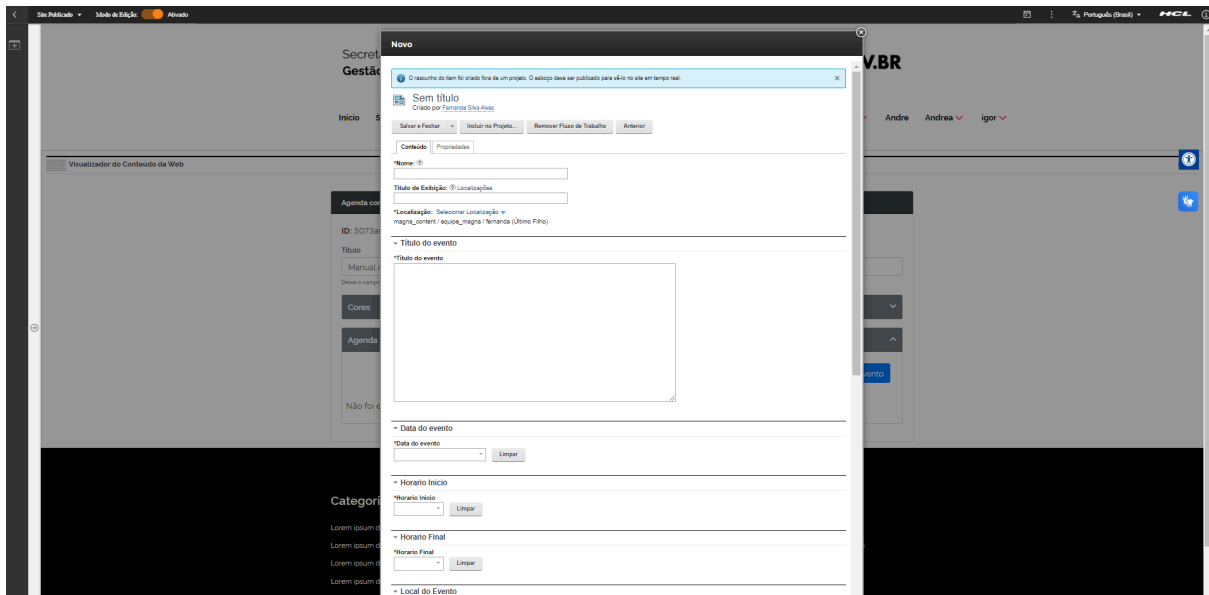 Site Publicado
Modo de Edição:
Ativado
Português (Brasil)
HCL
Novo
O rascunho do item foi criado fora de um projeto. O esboço deve ser publicado para vê-lo no site em tempo real.
Sem título
Criado por Fernanda Silva Alves
Salvar e Fechar
Incluir no Projeto...
Remover Fluxo de Trabalho
Anterior
Conteúdo
Propriedades
*Nome:
Título de Exibição: Localizações
*Localização: Selecionar Localização
magna_content / equipe_magna / fernanda (Último Filho)
Título do evento
*Título do evento
Data do evento
*Data do evento
Limpar
Horario Inicio
*Horario Inicio
Limpar
Horario Final
*Horario Final
Limpar
Local do Evento
Secret
Gestão
V.BR
Início
S
Andre
Andrea
igor
Visualizador do Conteúdo da Web
Agenda cor
ID: 5073a
Título
Manual A
Deixe o campo
Cores
Agenda
vento
Não foi e
Categori
Lorem ipsum d
Lorem ipsum d
Lorem ipsum d
Lorem ipsum d